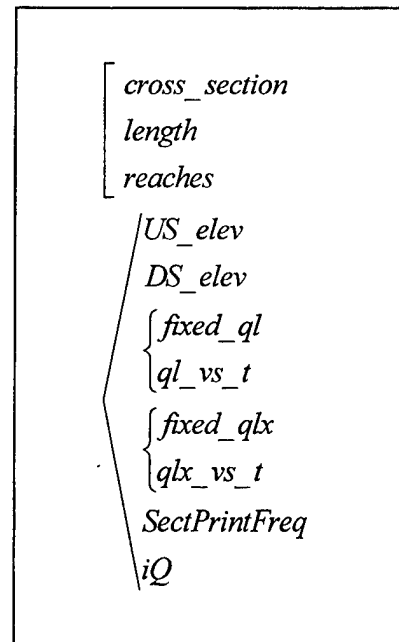 cross_section
length
reaches
US_elev
DS_elev
fixed_ql
ql_vs_t
fixed_qlx
qlx_vs_t
SectPrintFreq
iQ